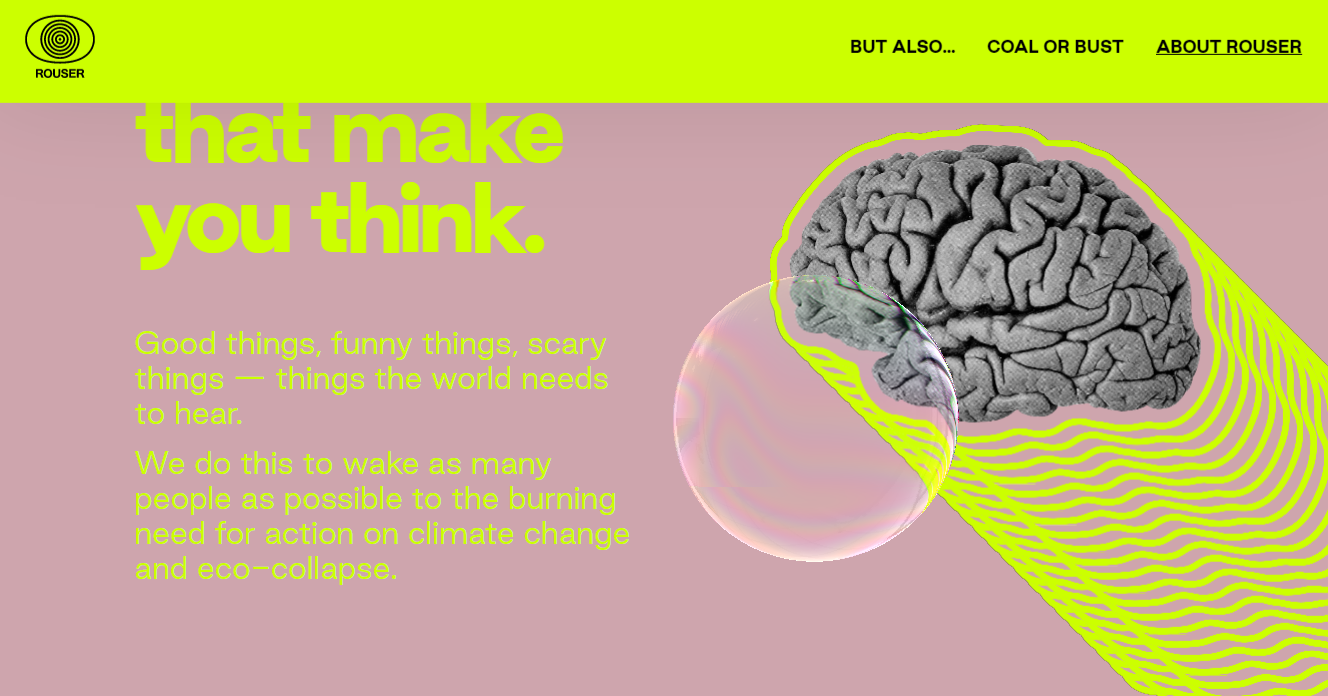 ROUSER
BUT ALSO... COAL OR BUST ABOUT ROUSER
that make
you think.
Good things, funny things, scary
things — things the world needs
to hear.
We do this to wake as many
people as possible to the burning
need for action on climate change
and eco–collapse.